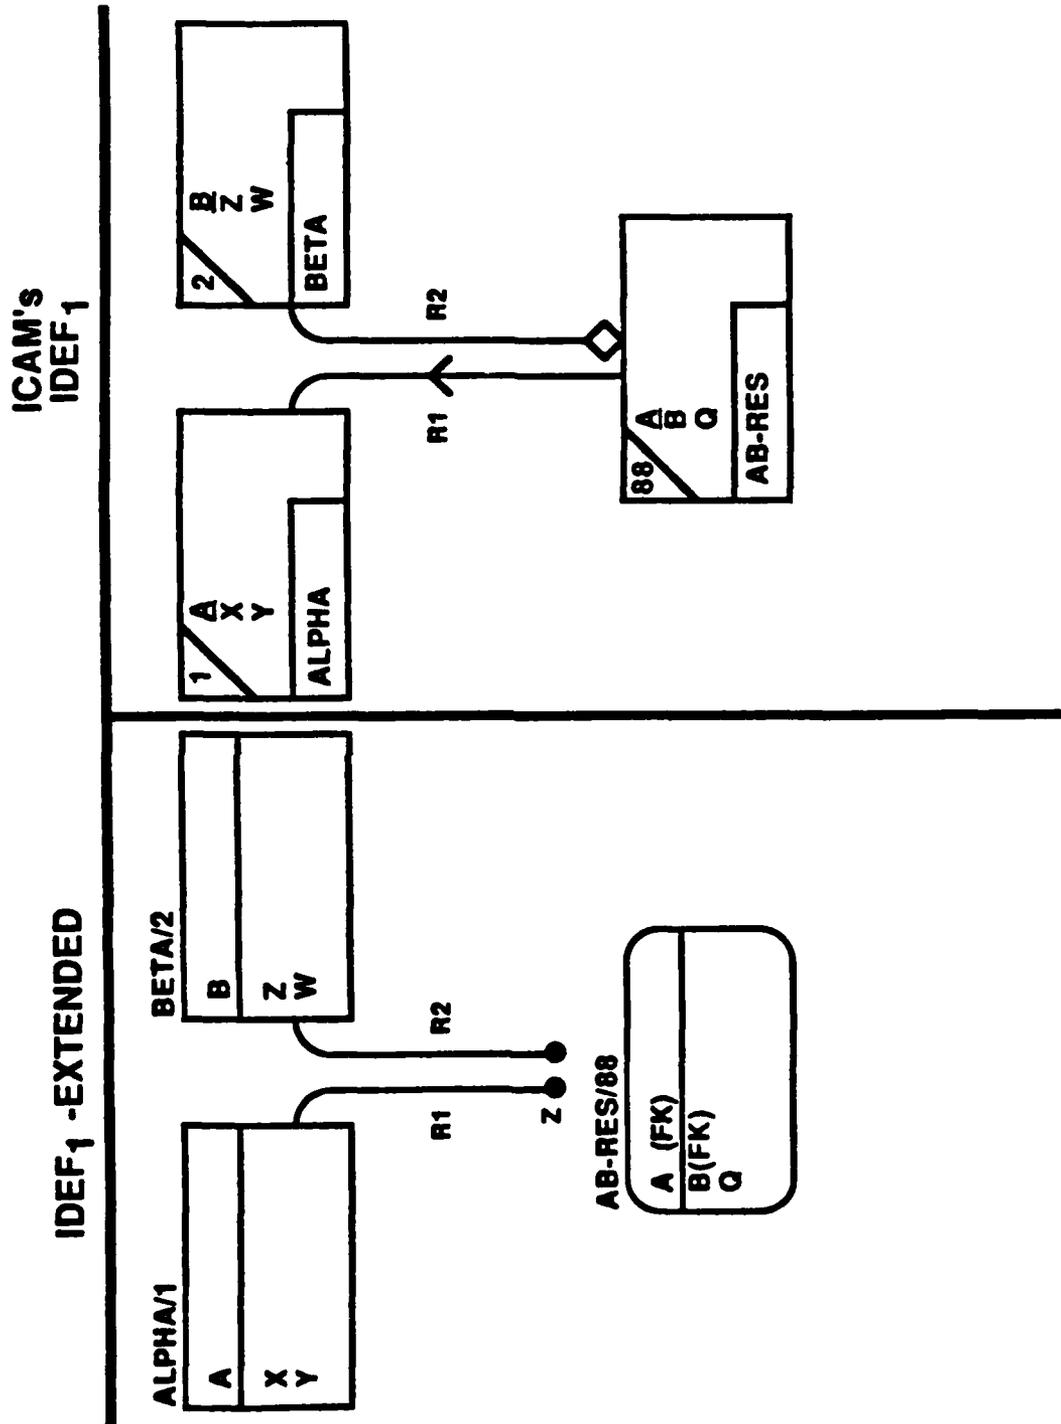 IDEF1 -EXTENDED
ALPHA/1
A
X
Y
BETA/2
B
Z
W
R1
R2
Z
AB-RES/88
A (FK)
B(FK)
Q
ICAM's
IDEF1
1
A
X
Y
ALPHA
2
B
Z
W
BETA
R1
R2
88
A
B
Q
AB-RES